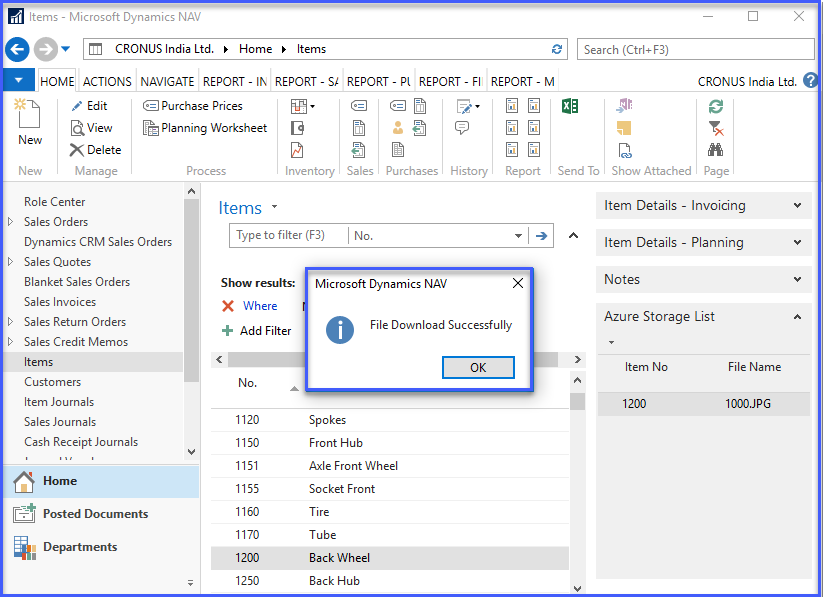 Items - Microsoft Dynamics NAV
CRONUS India Ltd. Home Items
Search (Ctrl+F3)
HOME ACTIONS NAVIGATE REPORT - IN REPORT - SA REPORT - PU REPORT - FI REPORT - M CRONUS India Ltd. ?
New
New
Edit
View
Delete
Manage
Purchase Prices
Planning Worksheet
Process
Inventory
Sales
Purchases
History
Report
Send To
Show Attached
Page
Role Center
Sales Orders
Dynamics CRM Sales Orders
Sales Quotes
Blanket Sales Orders
Sales Invoices
Sales Return Orders
Sales Credit Memos
Items
Customers
Item Journals
Sales Journals
Cash Receipt Journals
Home
Posted Documents
Departments
Items
Type to filter (F3) No.
Show results:
Where
Add Filter
No.
1120 Spokes
1150 Front Hub
1151 Axle Front Wheel
1155 Socket Front
1160 Tire
1170 Tube
1200 Back Wheel
1250 Back Hub
Microsoft Dynamics NAV
File Download Successfully
OK
Item Details - Invoicing
Item Details - Planning
Notes
Azure Storage List
Item No File Name
1200 1000.JPG